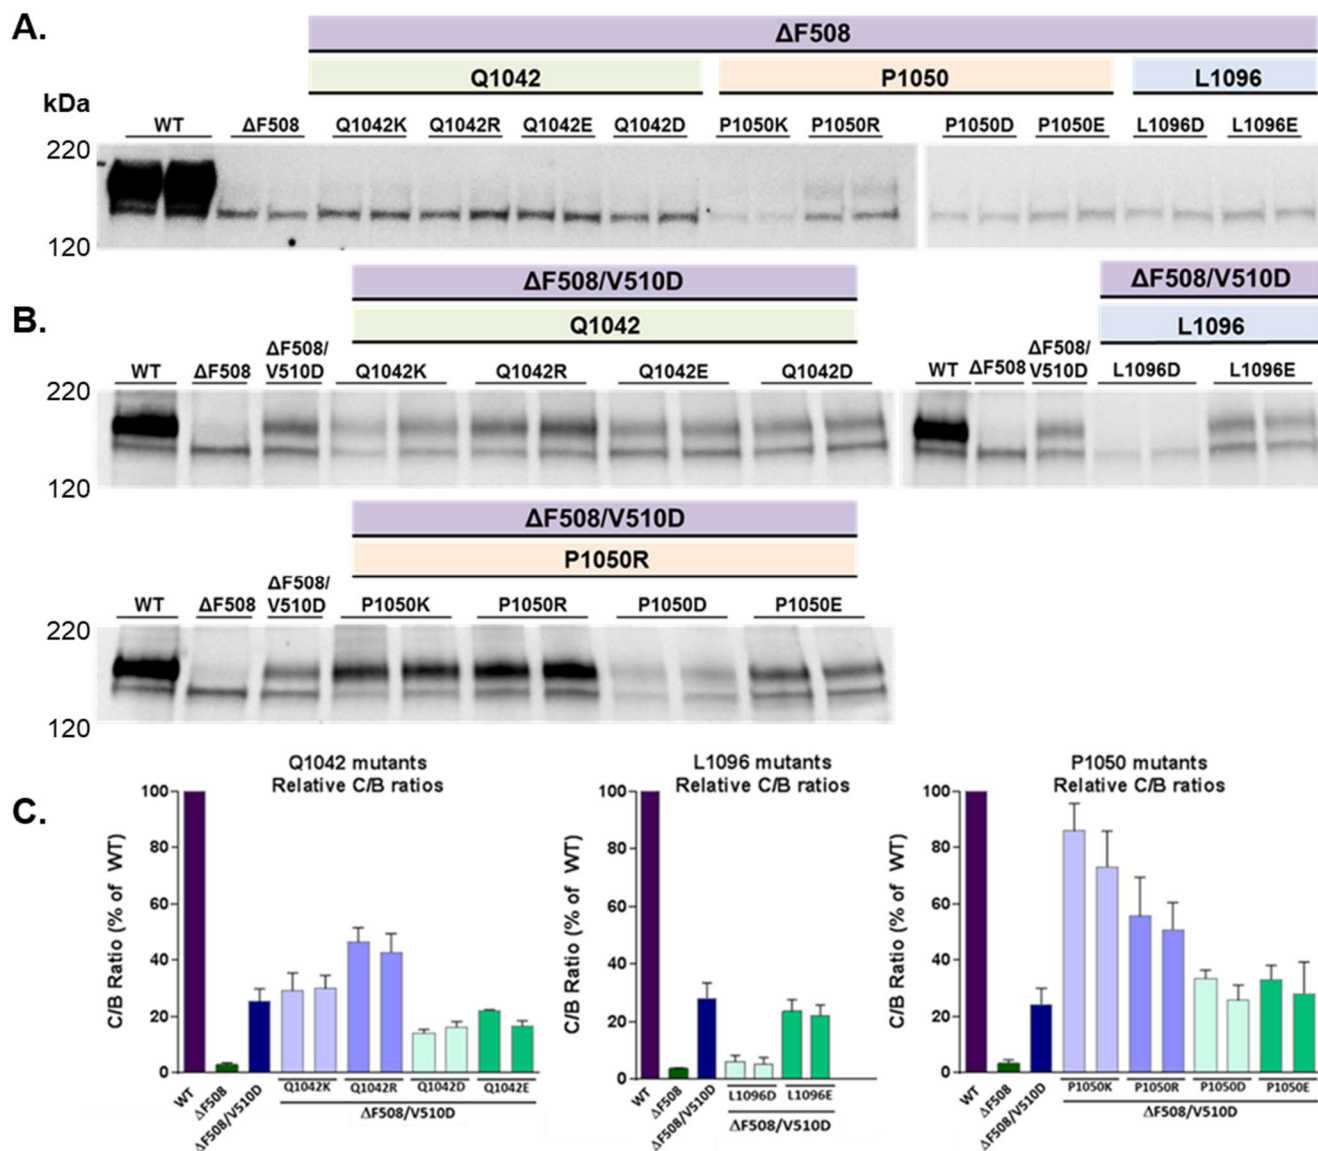 A.
ΔF508
Q1042 P1050 L1096
kDa
WT ΔF508 Q1042K Q1042R Q1042E Q1042D P1050K P1050R P1050D P1050E L1096D L1096E
220
120
ΔF508/V510D ΔF508/V510D
B.
Q1042 L1096
WT ΔF508 ΔF508/V510D Q1042K Q1042R Q1042E Q1042D WT ΔF508 ΔF508/V510D L1096D L1096E
220
120
ΔF508/V510D
P1050R
WT ΔF508 ΔF508/V510D P1050K P1050R P1050D P1050E
220
120
C.
Q1042 mutants
Relative C/B ratios
C/B Ratio (% of WT)
100
80
60
40
20
0
WT ΔF508 ΔF508/V510D Q1042K Q1042R Q1042D Q1042E
ΔF508/V510D
L1096 mutants
Relative C/B ratios
C/B Ratio (% of WT)
100
80
60
40
20
0
WT ΔF508 ΔF508/V510D L1096D L1096E
ΔF508/V510D
P1050 mutants
Relative C/B ratios
C/B Ratio (% of WT)
100
80
60
40
20
0
WT ΔF508 ΔF508/V510D P1050K P1050R P1050D P1050E
ΔF508/V510D